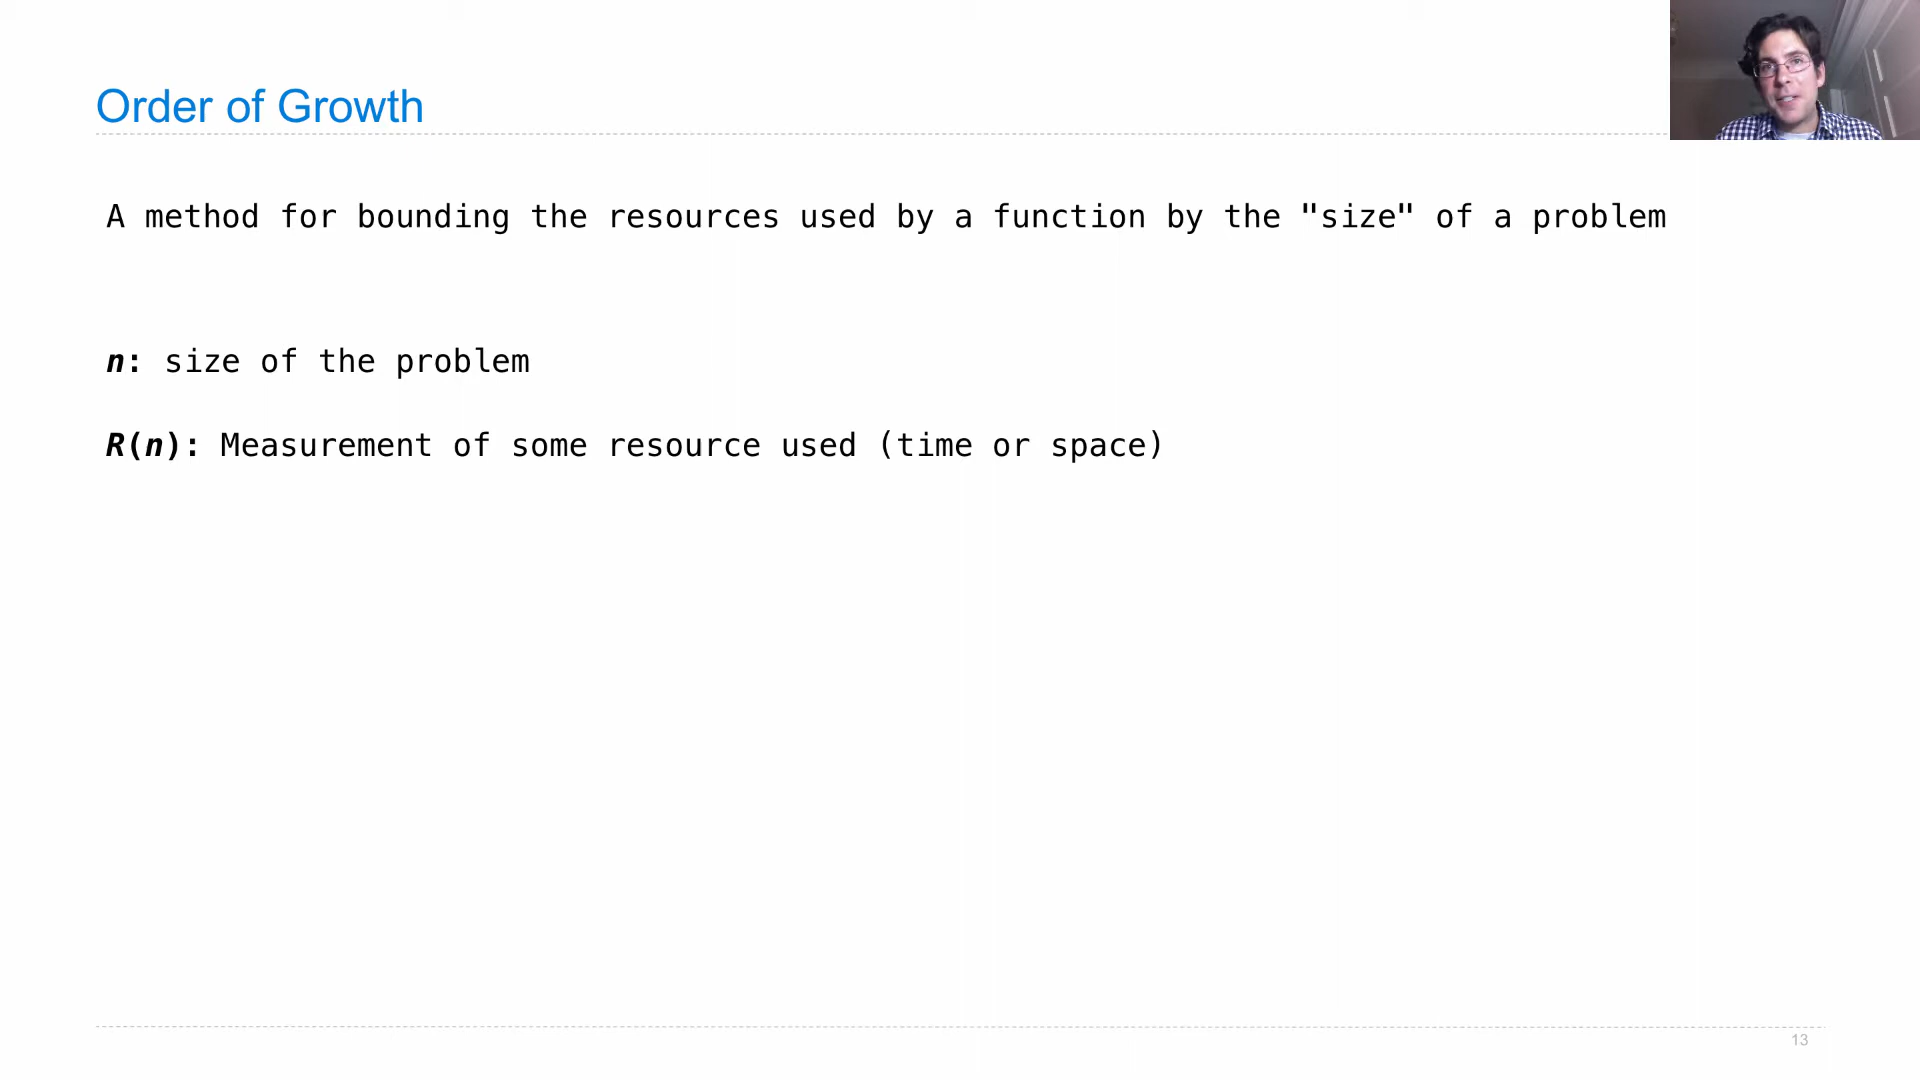 Order of Growth
A method for bounding the resources used by a function by the "size" of a problem
n: size of the problem
R(n): Measurement of some resource used (time or space)
13